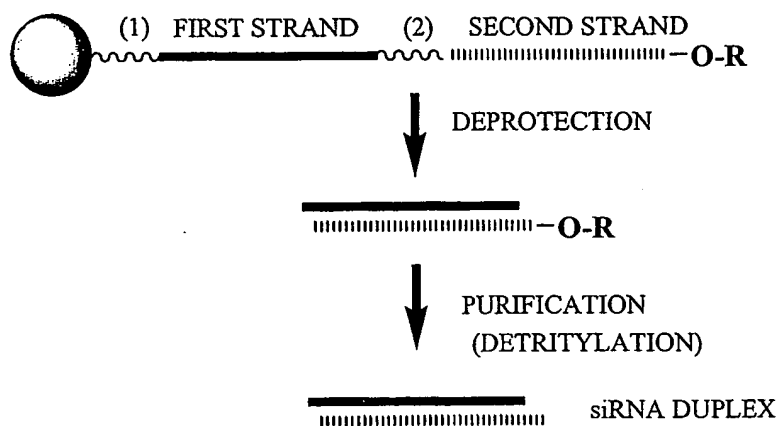 (1) FIRST STRAND (2) SECOND STRAND
O-R
DEPROTECTION
O-R
PURIFICATION
(DETRITYLATION)
siRNA DUPLEX